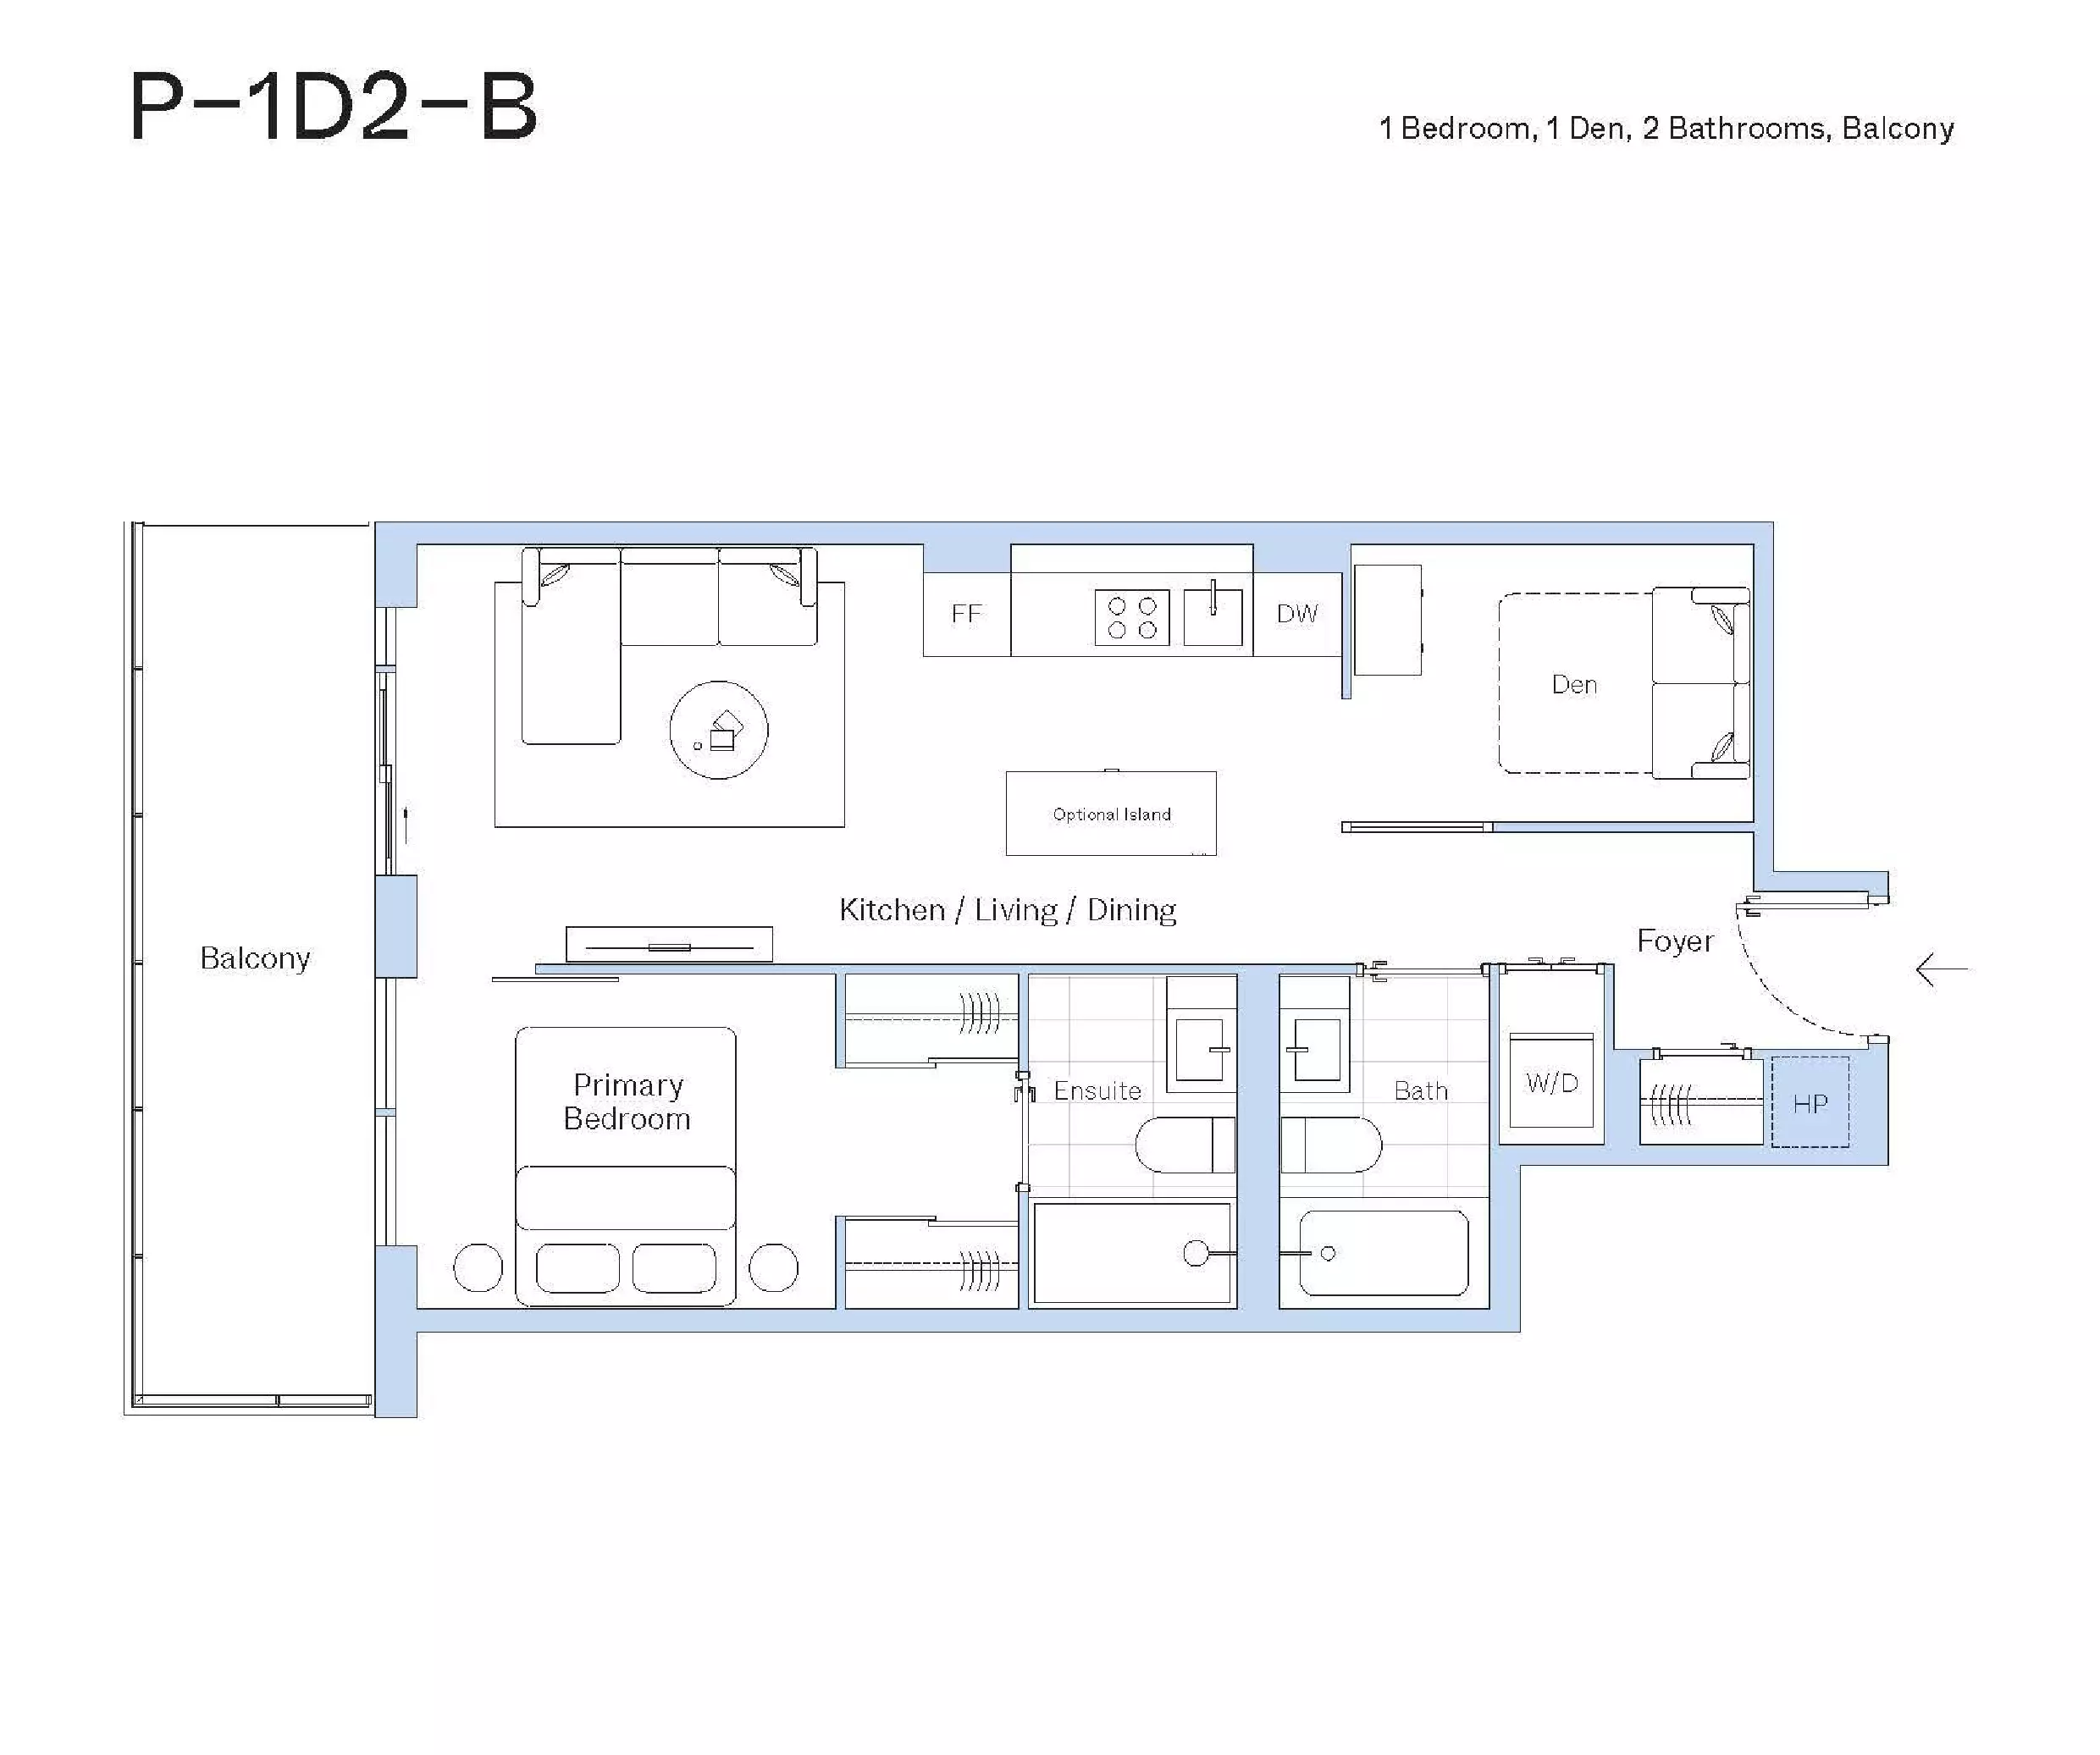 P-1D2-B
1 Bedroom, 1 Den, 2 Bathrooms, Balcony
FF
DW
Den
Optional Island
Kitchen / Living / Dining
Foyer
Balcony
Primary
Bedroom
Ensuite
Bath
W/D
HP